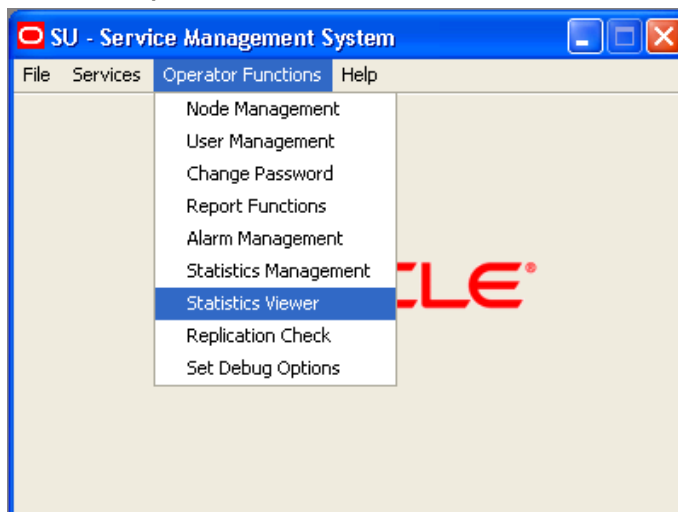 SU - Service Management System
File Services Operator Functions Help
Node Management
User Management
Change Password
Report Functions
Alarm Management
Statistics Management
Statistics Viewer
Replication Check
Set Debug Options
CLE®